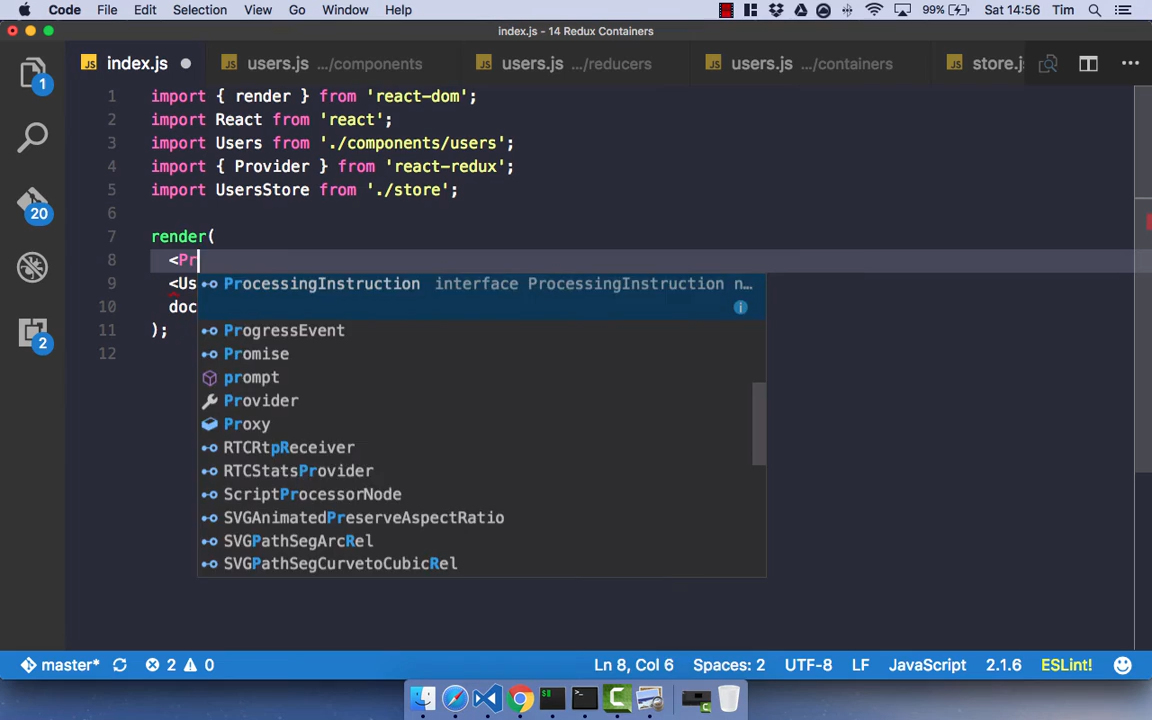 Code File Edit Selection View Go Window Help 99% Sat 14:56 Tim
index.js - 14 Redux Containers
index.js users.js .../components users.js .../reducers users.js .../containers store.js
1 import { render } from 'react-dom';
2 import React from 'react';
3 import Users from './components/users';
4 import { Provider } from 'react-redux';
5 import UsersStore from './store';
6
7 render(
8 <Pr
9 <Us
10 doc
11 );
12
ProcessingInstruction interface ProcessingInstruction n...
ProgressEvent
Promise
prompt
Provider
Proxy
RTCRtpReceiver
RTCStatsProvider
ScriptProcessorNode
SVGAnimatedPreserveAspectRatio
SVGPathSegArcRel
SVGPathSegCurvetoCubicRel
1
20
2
master* 2 0 Ln 8, Col 6 Spaces: 2 UTF-8 LF JavaScript 2.1.6 ESLint!